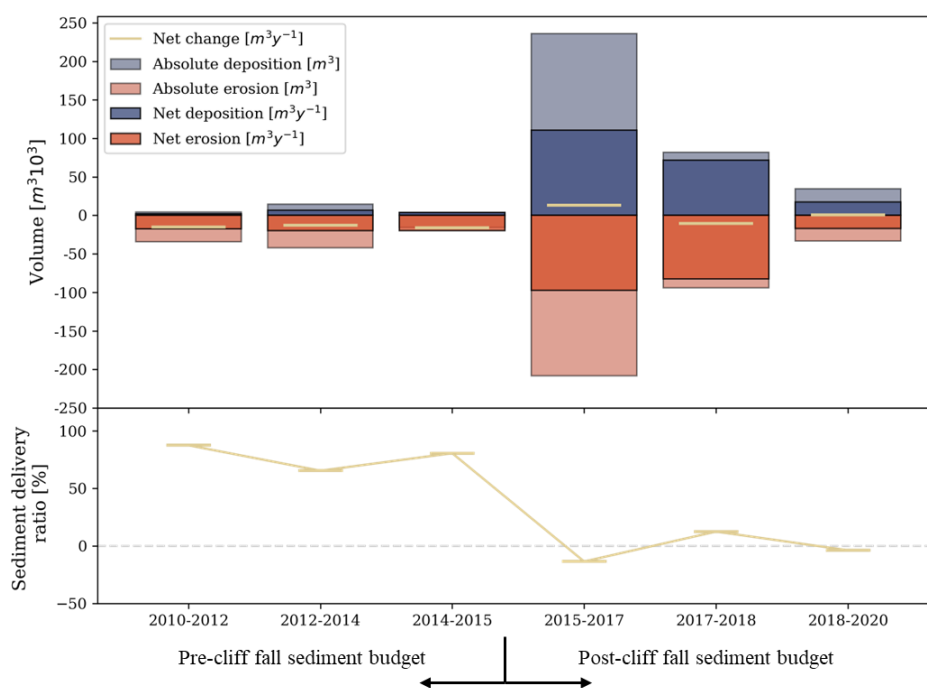 250
200
150
100
50
0
-50
-100
-150
-200
-250
Volume [m³10³]
Net change [m³y⁻¹]
Absolute deposition [m³]
Absolute erosion [m³]
Net deposition [m³y⁻¹]
Net erosion [m³y⁻¹]
100
50
0
−50
Sediment delivery
ratio [%]
2010-2012
2012-2014
2014-2015
2015-2017
2017-2018
2018-2020
Pre-cliff fall sediment budget
Post-cliff fall sediment budget